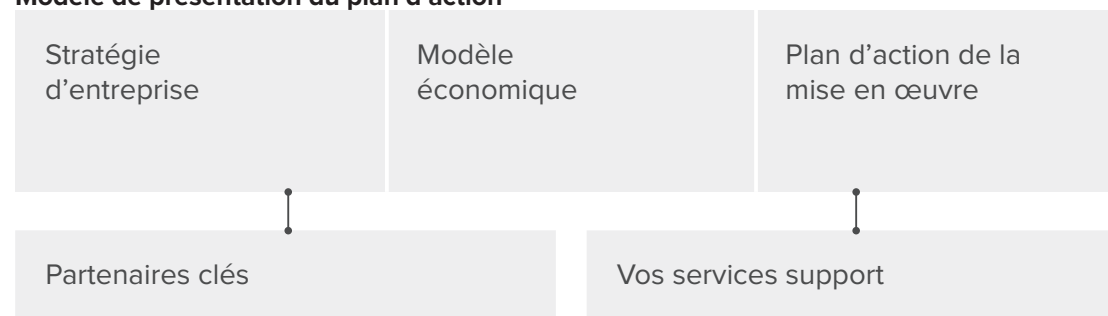 Modèle de présentation du plan d'action
Stratégie
d'entreprise
Modèle
économique
Plan d'action de la
mise en œuvre
Partenaires clés
Vos services support